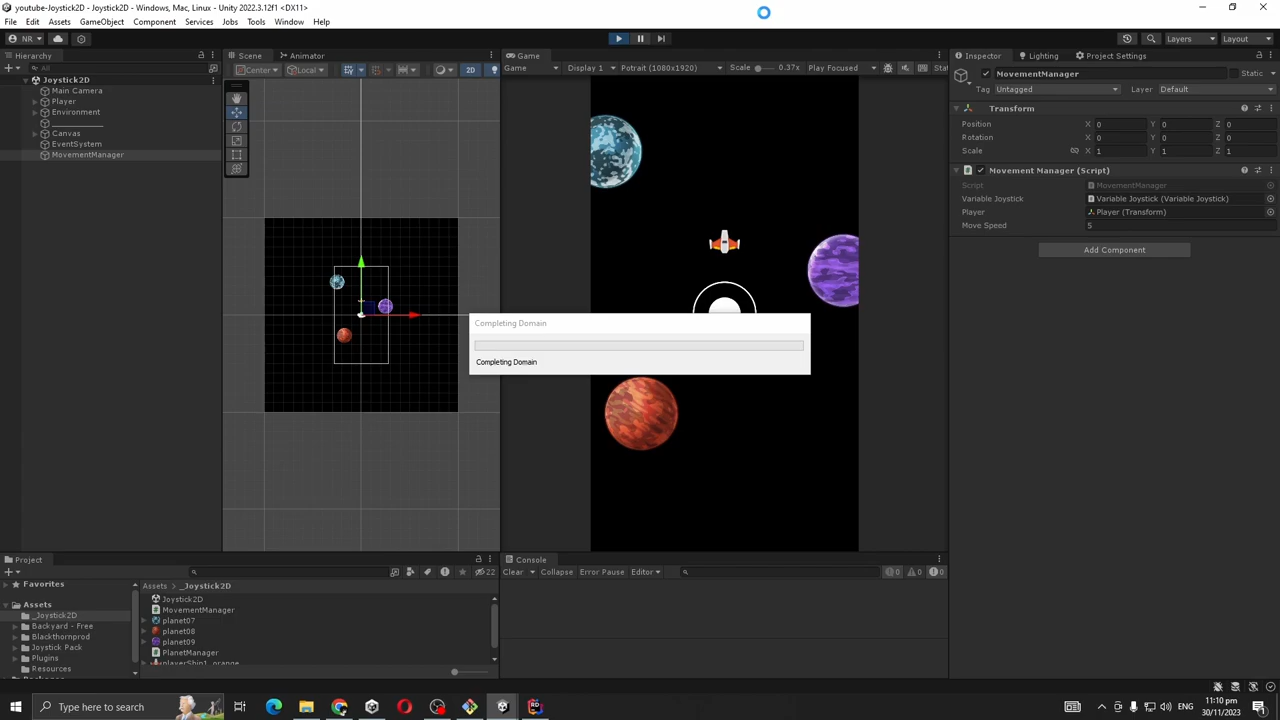 youtube-Joystick2D - Joystick2D - Windows, Mac, Linux - Unity 2022.3.12f1 <DX11>
File Edit Assets GameObject Component Services Jobs Tools Window Help
NR Layers Layout
Hierarchy
All
Joystick2D
Main Camera
Player
Environment
____________
Canvas
EventSystem
MovementManager
Scene Animator
Center Local 2D
Game
Game Display 1 Potrait (1080x1920) Scale 0.37x Play Focused Stat
Completing Domain
Completing Domain
Inspector Lighting Project Settings
MovementManager Static
Tag Untagged Layer Default
Transform
Position X 0 Y 0 Z 0
Rotation X 0 Y 0 Z 0
Scale X 1 Y 1 Z 1
Movement Manager (Script)
Script MovementManager
Variable Joystick Variable Joystick (Variable Joystick)
Player Player (Transform)
Move Speed 5
Add Component
Project
22
Favorites
Assets
_Joystick2D
Backyard - Free
Blackthornprod
Joystick Pack
Plugins
Resources
Assets _Joystick2D
Joystick2D
MovementManager
planet07
planet08
planet09
PlanetManager
playerShip1_orange
Console
Clear Collapse Error Pause Editor 0 0 0
Type here to search
ENG
11:10 pm
30/11/2023
1